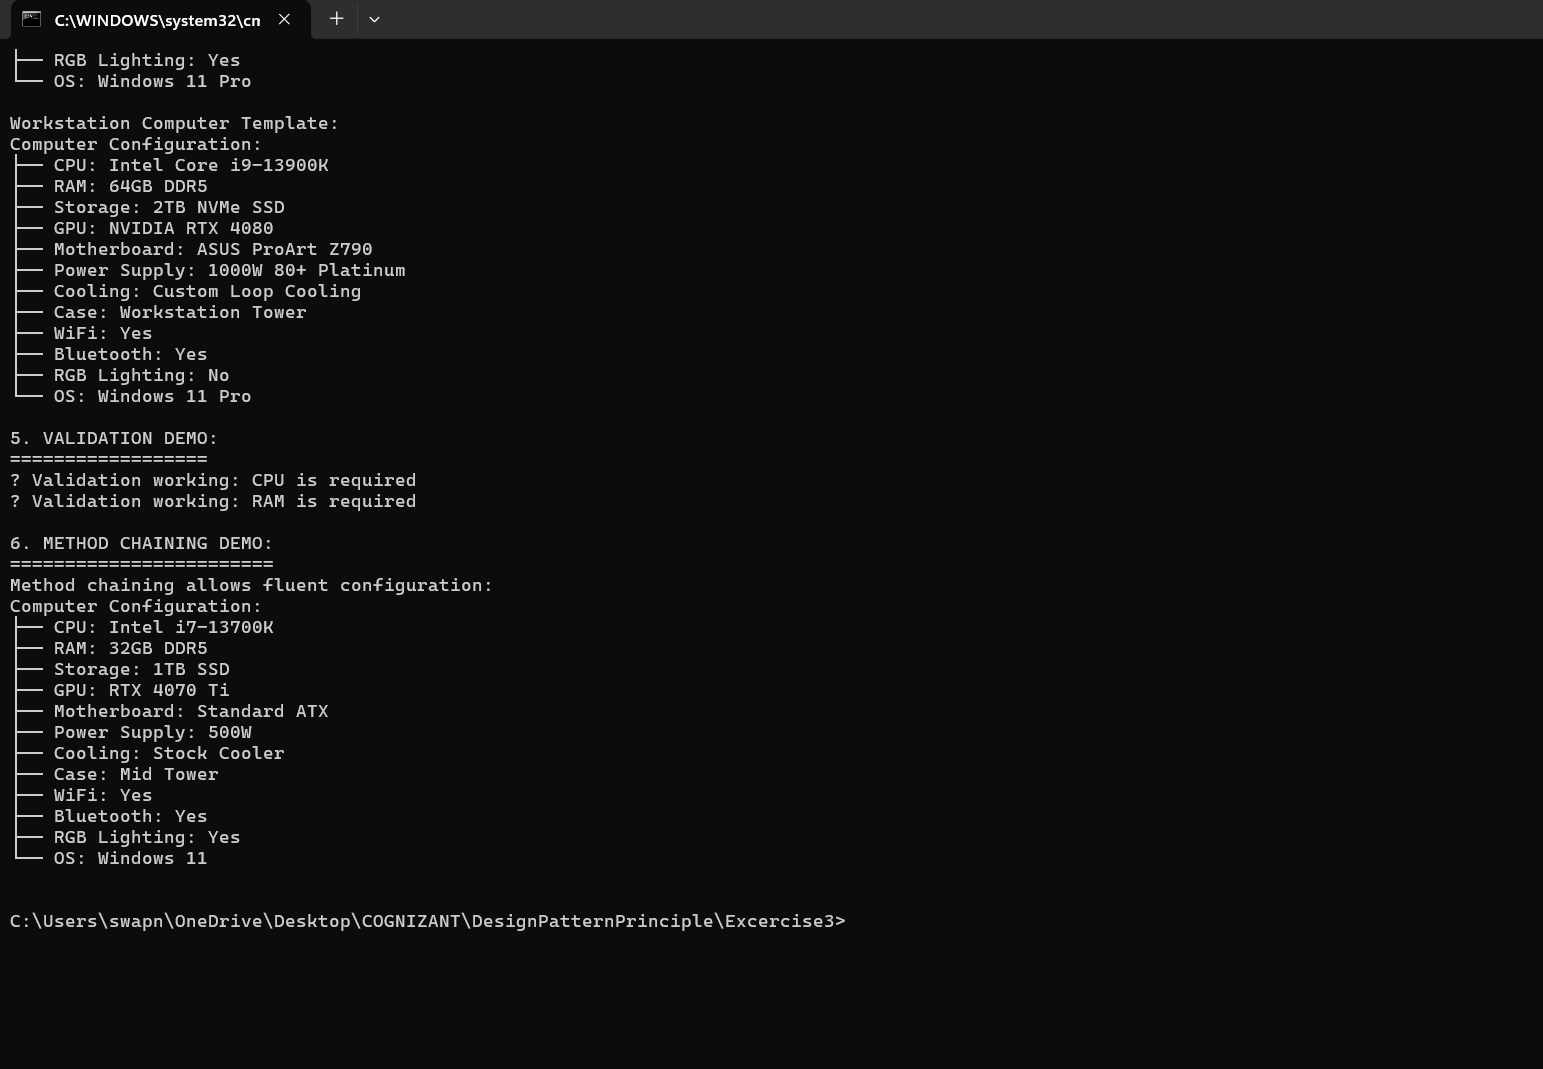 C:\WINDOWS\system32\cn
├── RGB Lighting: Yes
└── OS: Windows 11 Pro
Workstation Computer Template:
Computer Configuration:
├── CPU: Intel Core i9-13900K
├── RAM: 64GB DDR5
├── Storage: 2TB NVMe SSD
├── GPU: NVIDIA RTX 4080
├── Motherboard: ASUS ProArt Z790
├── Power Supply: 1000W 80+ Platinum
├── Cooling: Custom Loop Cooling
├── Case: Workstation Tower
├── WiFi: Yes
├── Bluetooth: Yes
├── RGB Lighting: No
└── OS: Windows 11 Pro
5. VALIDATION DEMO:
==================
? Validation working: CPU is required
? Validation working: RAM is required
6. METHOD CHAINING DEMO:
========================
Method chaining allows fluent configuration:
Computer Configuration:
├── CPU: Intel i7-13700K
├── RAM: 32GB DDR5
├── Storage: 1TB SSD
├── GPU: RTX 4070 Ti
├── Motherboard: Standard ATX
├── Power Supply: 500W
├── Cooling: Stock Cooler
├── Case: Mid Tower
├── WiFi: Yes
├── Bluetooth: Yes
├── RGB Lighting: Yes
└── OS: Windows 11
C:\Users\swapn\OneDrive\Desktop\COGNIZANT\DesignPatternPrinciple\Excercise3>